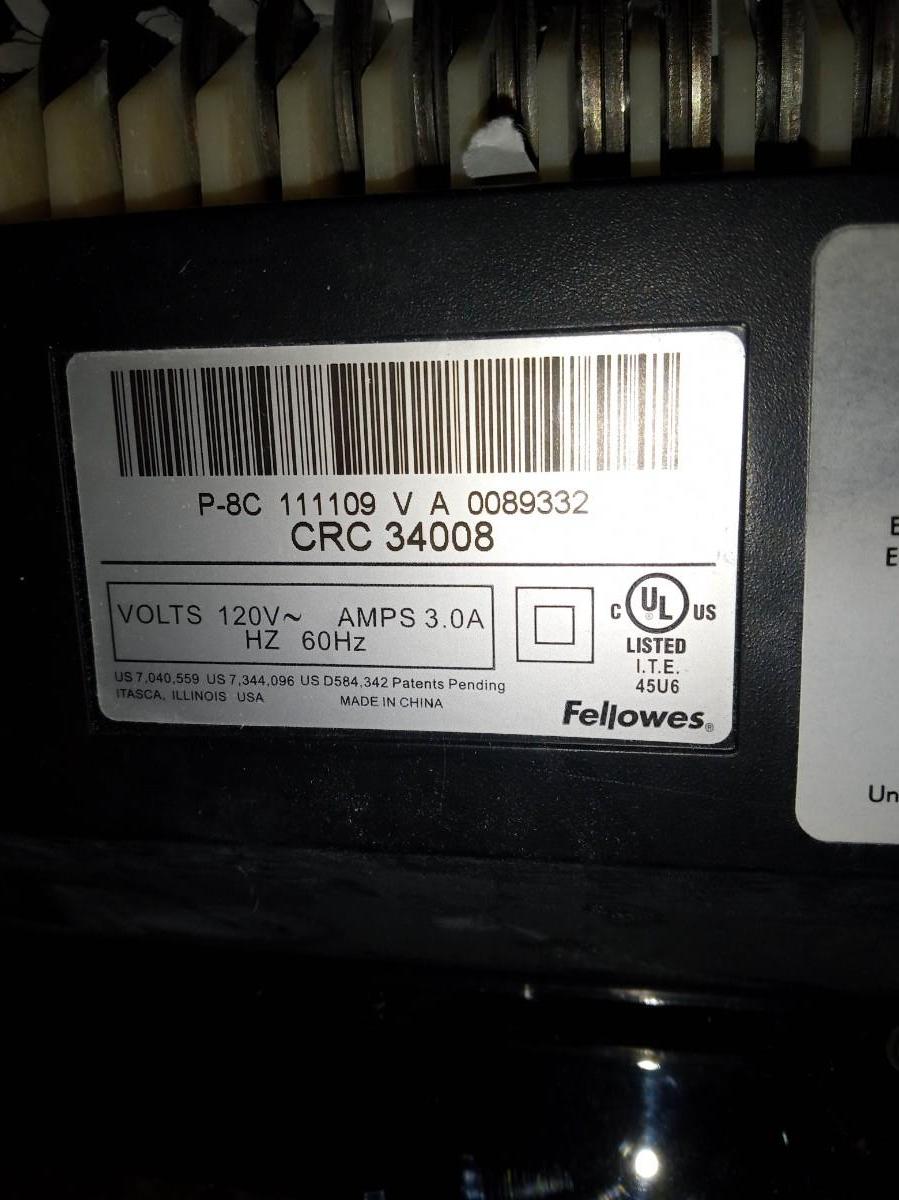 P-8C 111109 V A 0089332
CRC 34008
VOLTS 120V~ AMPS 3.0A
HZ 60Hz
C UL ® US
LISTED
I.T.E.
45U6
US 7,040,559 US 7,344,096 US D584,342 Patents Pending
ITASCA, ILLINOIS USA MADE IN CHINA
Fellowes®
E
E
Un